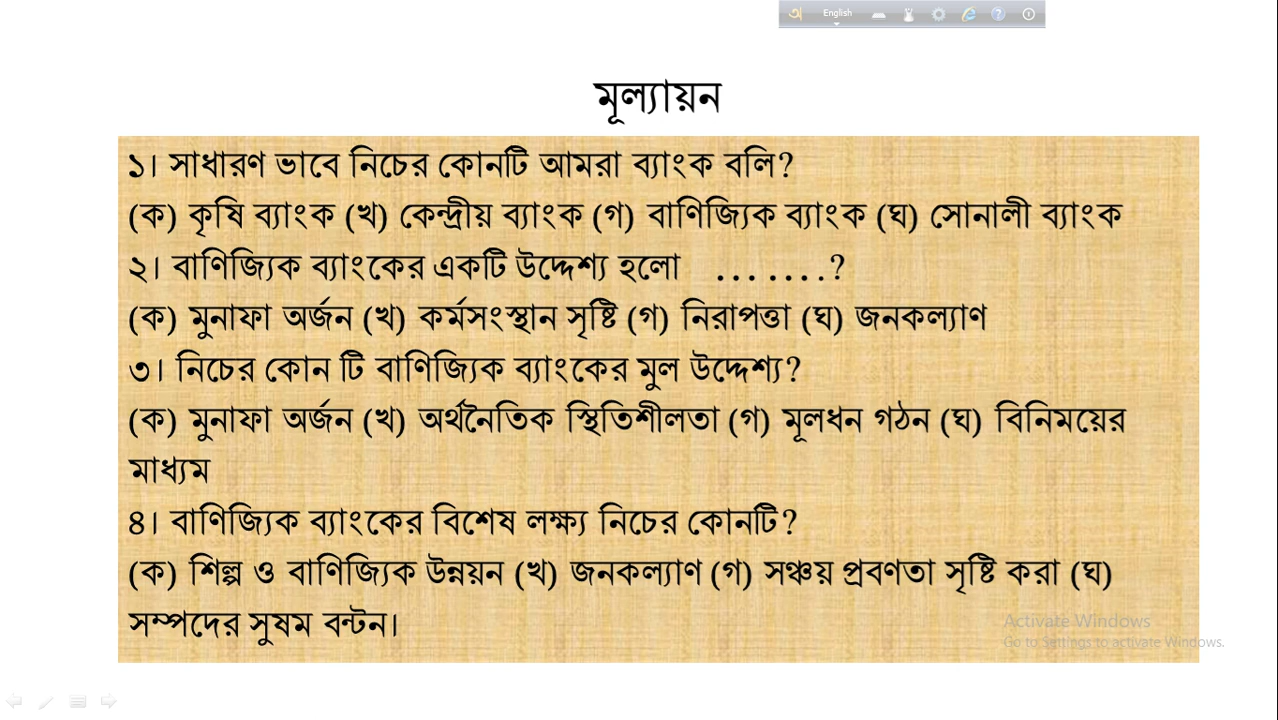 English
মূল্যায়ন
১। সাধারণ ভাবে নিচের কোনটি আমরা ব্যাংক বলি?
(ক) কৃষি ব্যাংক (খ) কেন্দ্রীয় ব্যাংক (গ) বাণিজ্যিক ব্যাংক (ঘ) সোনালী ব্যাংক
২। বাণিজ্যিক ব্যাংকের একটি উদ্দেশ্য হলো .......?
(ক) মুনাফা অর্জন (খ) কর্মসংস্থান সৃষ্টি (গ) নিরাপত্তা (ঘ) জনকল্যাণ
৩। নিচের কোন টি বাণিজ্যিক ব্যাংকের মুল উদ্দেশ্য?
(ক) মুনাফা অর্জন (খ) অর্থনৈতিক স্থিতিশীলতা (গ) মূলধন গঠন (ঘ) বিনিময়ের
মাধ্যম
৪। বাণিজ্যিক ব্যাংকের বিশেষ লক্ষ্য নিচের কোনটি?
(ক) শিল্প ও বাণিজ্যিক উন্নয়ন (খ) জনকল্যাণ (গ) সঞ্চয় প্রবণতা সৃষ্টি করা (ঘ)
সম্পদের সুষম বন্টন।
Activate Windows
Go to Settings to activate Windows.